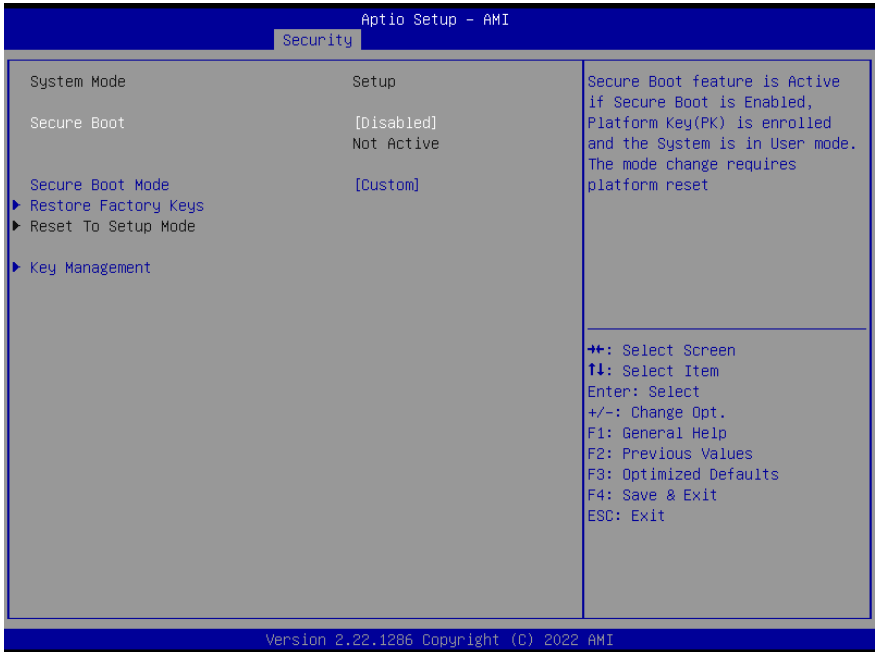 Aptio Setup – AMI
Security
System Mode Setup
Secure Boot [Disabled]
Not Active
Secure Boot Mode [Custom]
Restore Factory Keys
Reset To Setup Mode
Key Management
Secure Boot feature is Active
if Secure Boot is Enabled,
Platform Key(PK) is enrolled
and the System is in User mode.
The mode change requires
platform reset
→←: Select Screen
↑↓: Select Item
Enter: Select
+/-: Change Opt.
F1: General Help
F2: Previous Values
F3: Optimized Defaults
F4: Save & Exit
ESC: Exit
Version 2.22.1286 Copyright (C) 2022 AMI